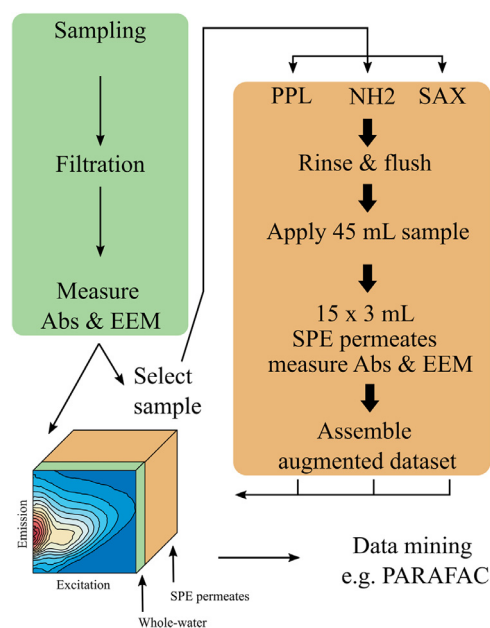 Sampling
Filtration
Measure
Abs & EEM
Select
sample
PPL NH2 SAX
Rinse & flush
Apply 45 mL sample
15 x 3 mL
SPE permeates
measure Abs & EEM
Assemble
augmented dataset
Emission
Excitation
SPE permeates
Whole-water
Data mining
e.g. PARAFAC